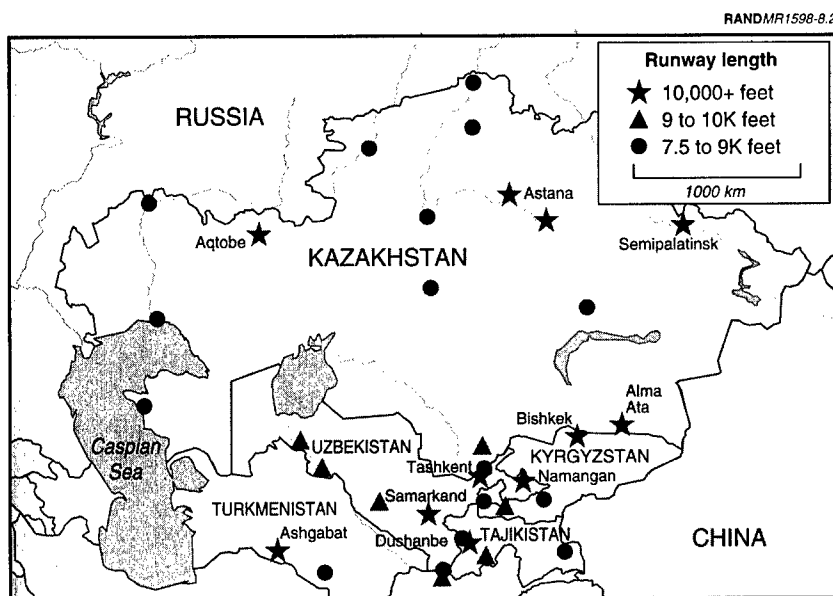 RANDMR1598-8.2
Runway length
10,000+ feet
9 to 10K feet
7.5 to 9K feet
1000 km
RUSSIA
Astana
Aqtobe
Semipalatinsk
KAZAKHSTAN
Alma
Ata
Bishkek
Caspian
Sea
UZBEKISTAN
KYRGYZSTAN
Tashkent
Namangan
Samarkand
TURKMENISTAN
Dushanbe
TAJIKISTAN
Ashgabat
CHINA